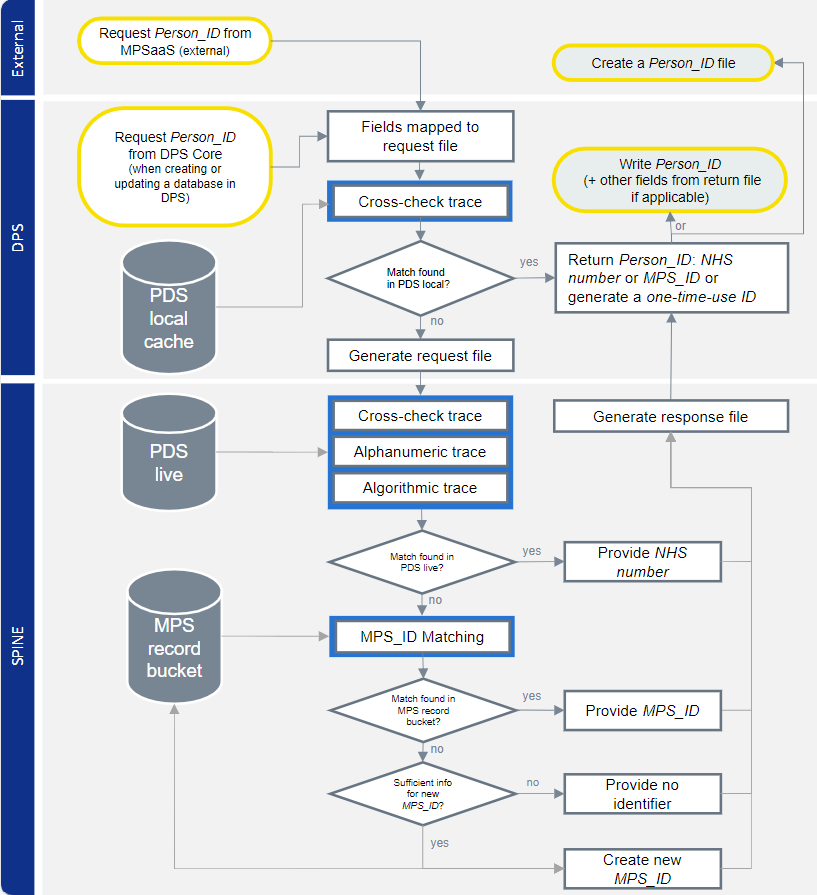 External
Request Person_ID from
MPSaaS (external)
Create a Person_ID file
DPS
Request Person_ID
from DPS Core
(when creating or
updating a database in
DPS)
Fields mapped to
request file
Write Person_ID
(+ other fields from return file
if applicable)
or
Cross-check trace
PDS
local
cache
Match found
in PDS local?
yes
no
Return Person_ID: NHS
number or MPS_ID or
generate a one-time-use ID
Generate request file
SPINE
PDS
live
Cross-check trace
Alphanumeric trace
Algorithmic trace
Generate response file
Match found in
PDS live?
yes
no
Provide NHS
number
MPS
record
bucket
MPS_ID Matching
Match found in
MPS record
bucket?
yes
no
Provide MPS_ID
Sufficient info
for new
MPS_ID?
no
yes
Provide no
identifier
Create new
MPS_ID